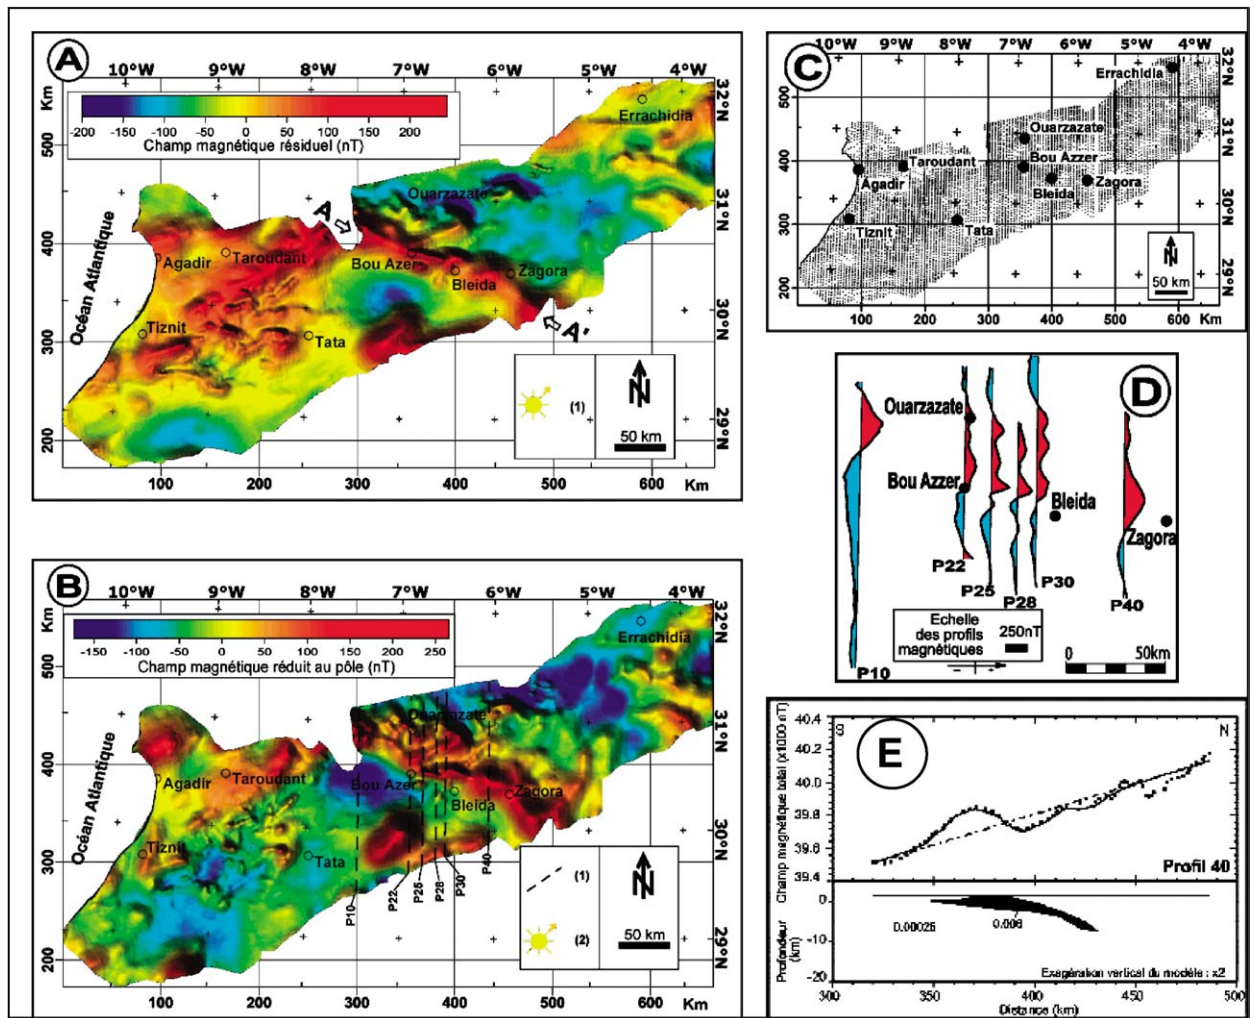 A
10°W 9°W 8°W 7°W 6°W 5°W 4°W
Km
-200 -150 -100 -50 0 50 100 150 200
Champ magnétique résiduel (nT)
Errachidia
32°N
500
Ouarzazate
31°N
A
400
Océan Atlantique
Agadir
Taroudant
Bou Azer
Bleida
Zagora
30°N
A'
Tiznit
Tata
300
(1)
N
50 km
29°N
200
100 200 300 400 500 600 Km
B
10°W 9°W 8°W 7°W 6°W 5°W 4°W
Km
-150 -100 -50 0 50 100 150 200 250
Champ magnétique réduit au pôle (nT)
Errachidia
32°N
500
Ouarzazate
31°N
400
Océan Atlantique
Agadir
Taroudant
Bou Azer
Bleida
Zagora
30°N
Tiznit
Tata
300
P10
P22
P25
P28
P30
P40
(1)
(2)
N
50 km
29°N
200
100 200 300 400 500 600 Km
C
10°W 9°W 8°W 7°W 6°W 5°W 4°W
Errachidia
32°N
500
Ouarzazate
31°N
400
Taroudant
Bou Azzer
Agadir
Bleida
Zagora
30°N
300
Tiznit
Tata
N
50 km
29°N
200
100 200 300 400 500 600 Km
D
Ouarzazate
Bou Azzer
Bleida
Zagora
P22
P25
P28
P30
P40
P10
Echelle
des profils
magnétiques
250nT
- +
0 50km
E
S
N
Champ magnétique total (x1000 nT)
40.4
40.2
40.0
39.8
39.6
39.4
Profil 40
Profondeur
(km)
0
-10
-20
0.00025
0.006
Exagération vertical du modèle : x2
300 350 400 450 500
Distance (km)